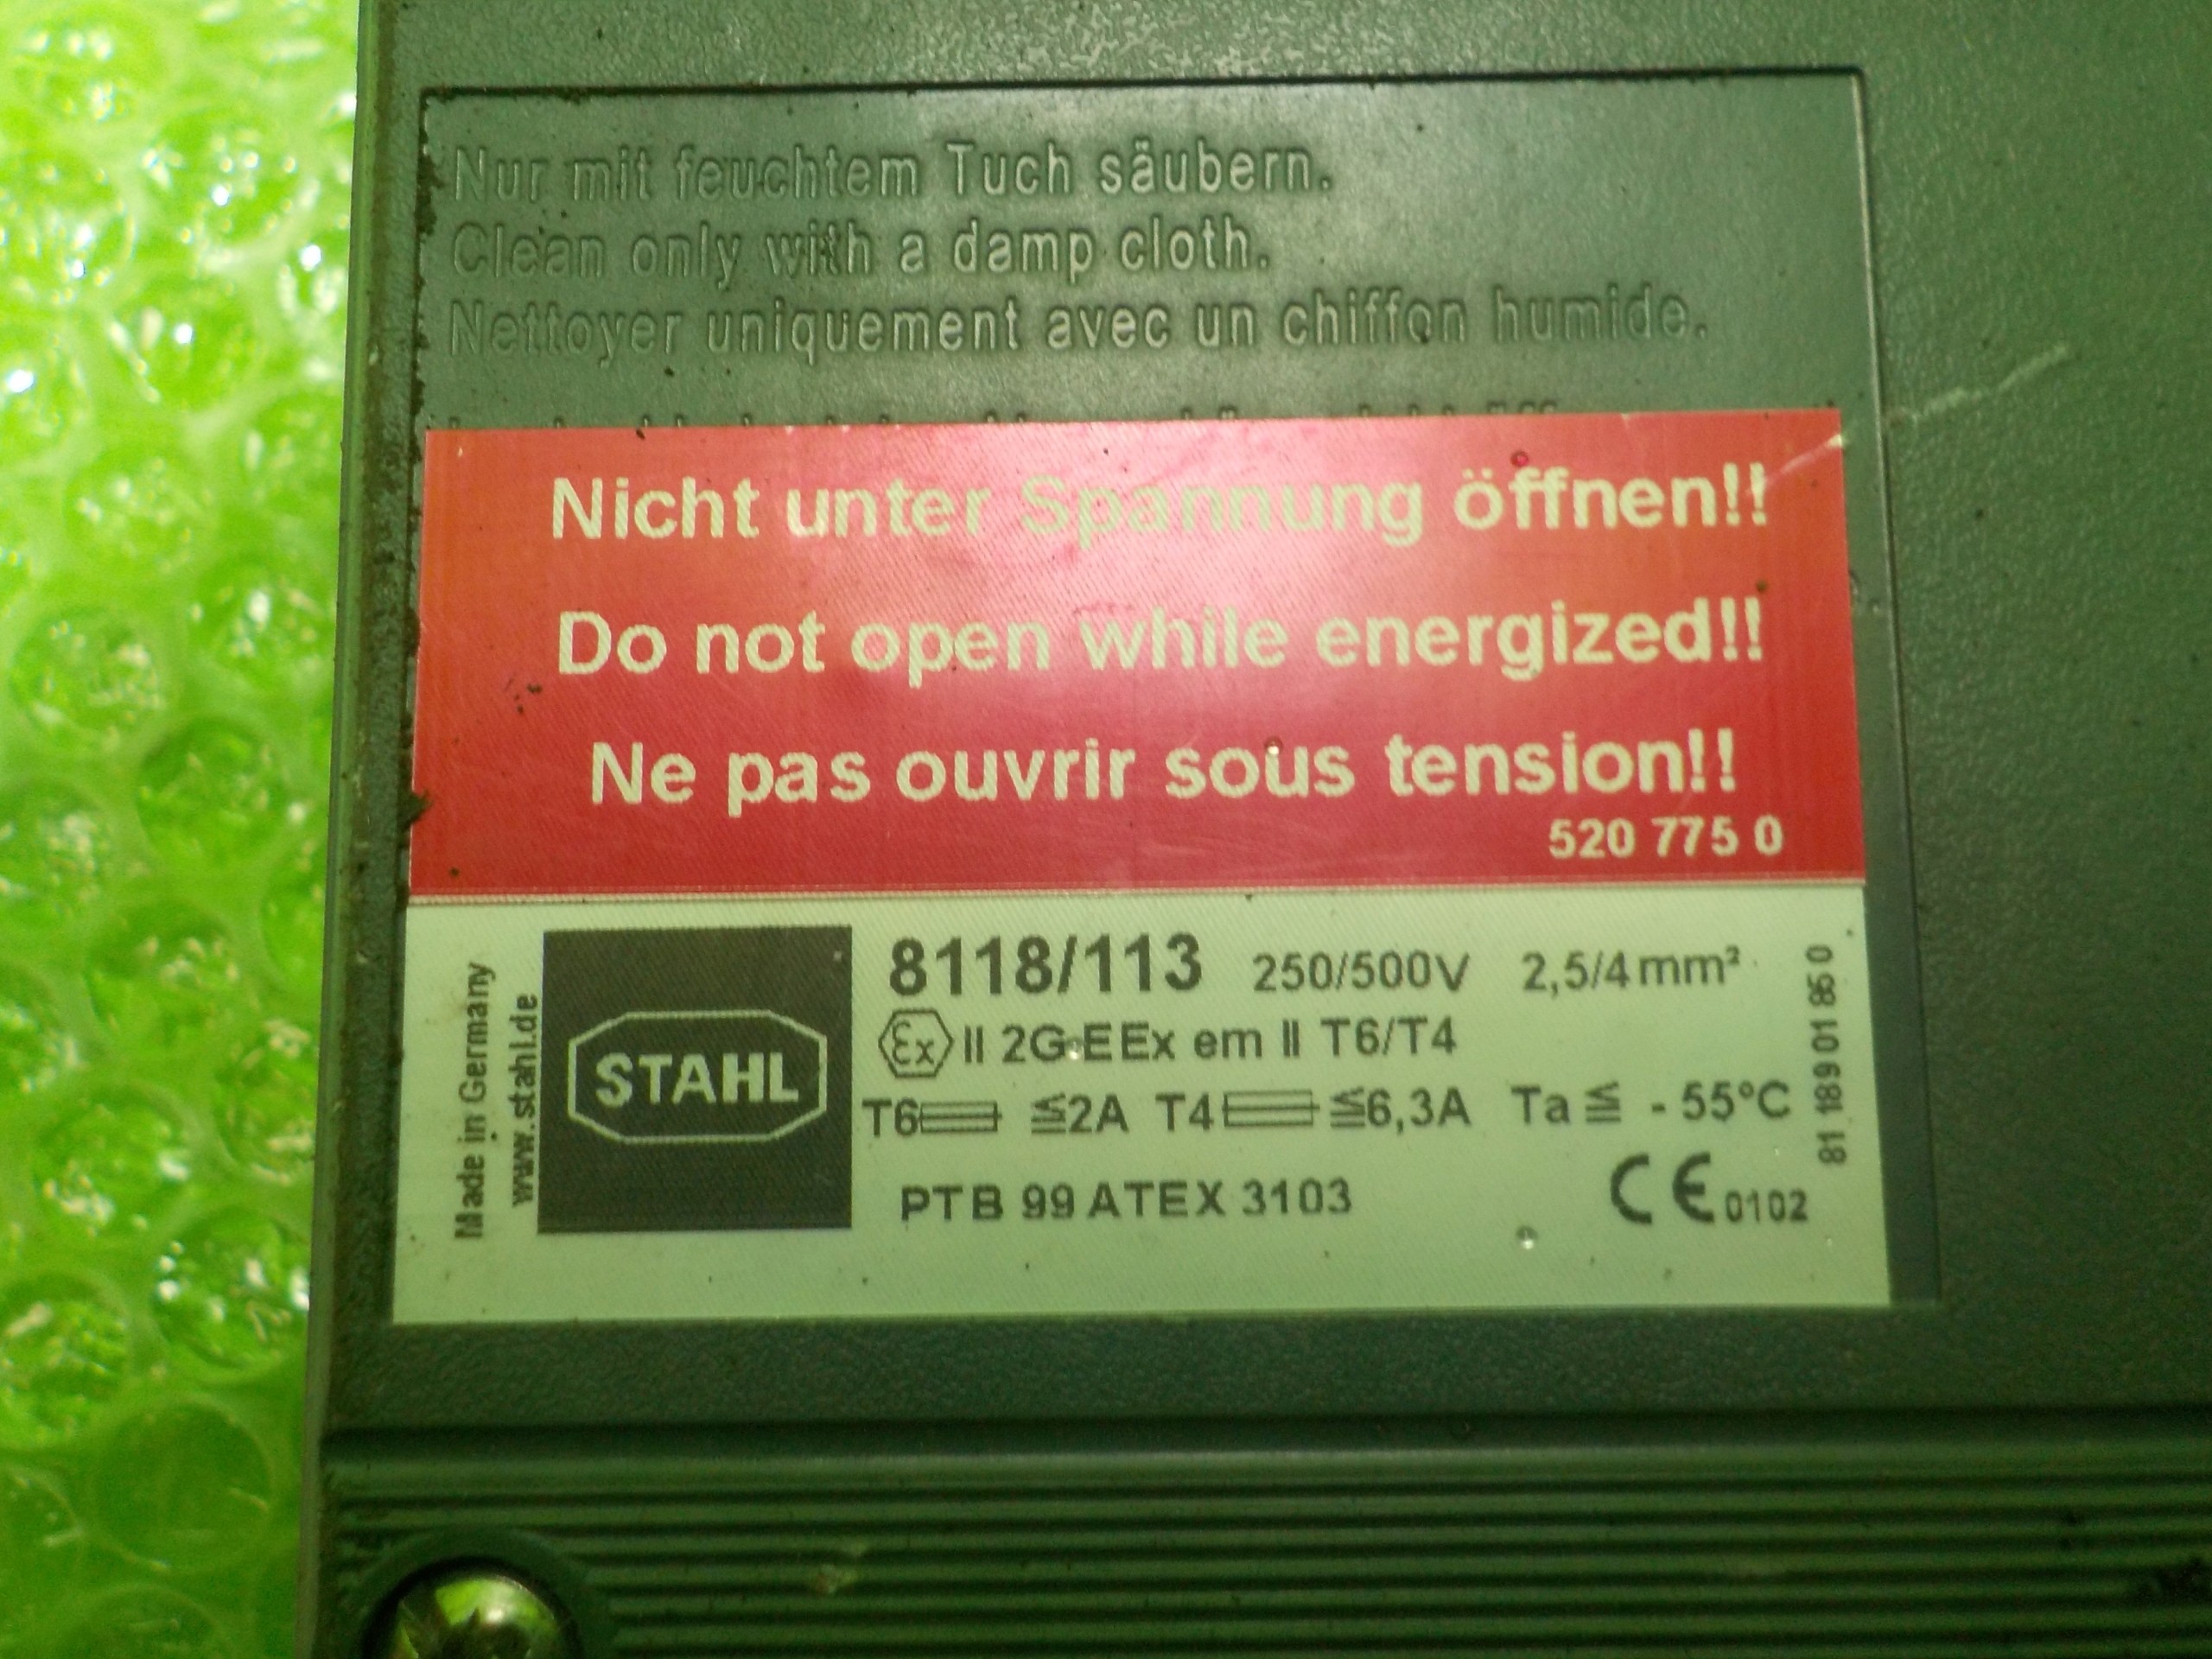 Nur mit feuchtem Tuch säubern.
Clean only with a damp cloth.
Nettoyer uniquement avec un chiffon humide.
Nicht unter Spannung öffnen!!
Do not open while energized!!
Ne pas ouvrir sous tension!!
520 775 0
Made in Germany
www.stahl.de
STAHL
8118/113 250/500V 2,5/4mm²
Ex II 2G EEx em II T6/T4
T6 ≦2A T4 ≦6,3A Ta ≦ - 55°C
PTB 99 ATEX 3103
CE 0102
81 189 01 85 0